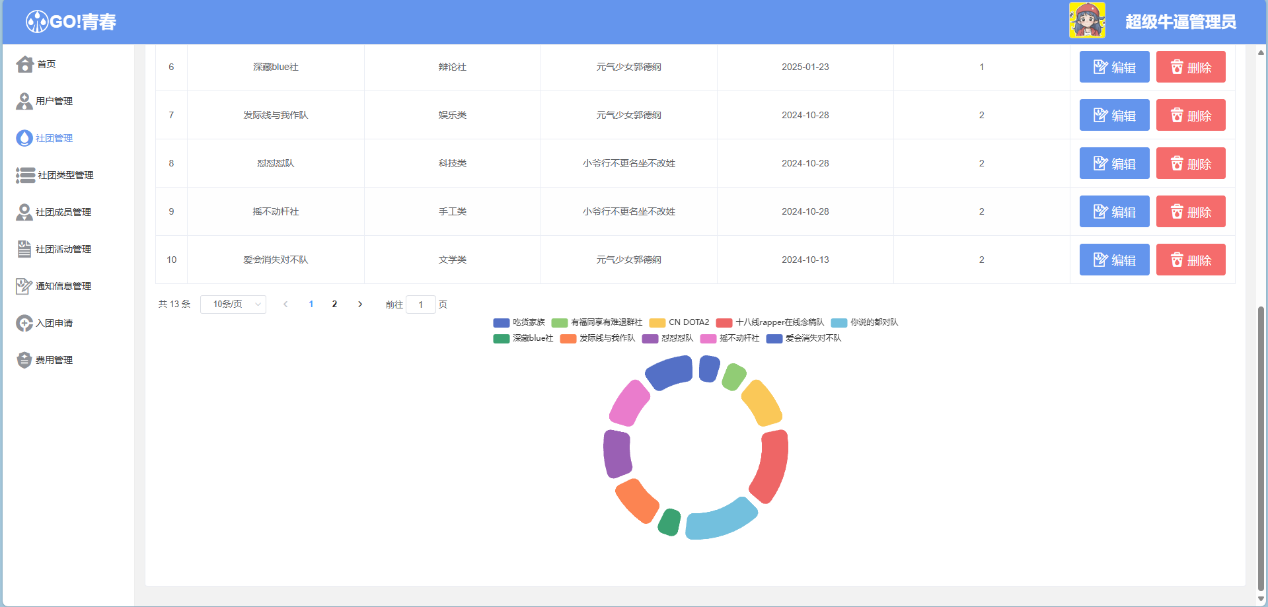 GO!青春
超级牛逼管理员
首页
用户管理
社团管理
社团类型管理
社团成员管理
社团活动管理
通知信息管理
入团申请
费用管理
6 深藏blue社 辩论社 元气少女郭德纲 2025-01-23 1 编辑 删除
7 发际线与我作队 娱乐类 元气少女郭德纲 2024-10-28 2 编辑 删除
8 怼怼怼队 科技类 小爷行不更名坐不改姓 2024-10-28 2 编辑 删除
9 摇不动杆社 手工类 小爷行不更名坐不改姓 2024-10-28 2 编辑 删除
10 爱会消失对不队 文学类 元气少女郭德纲 2024-10-13 2 编辑 删除
共 13 条 10条/页 1 2 前往 1 页
吃货家族 有福同享有难退群社 CN DOTA2 十八线rapper在线念稿队 你说的都对队
深藏blue社 发际线与我作队 怼怼怼队 摇不动杆社 爱会消失对不队